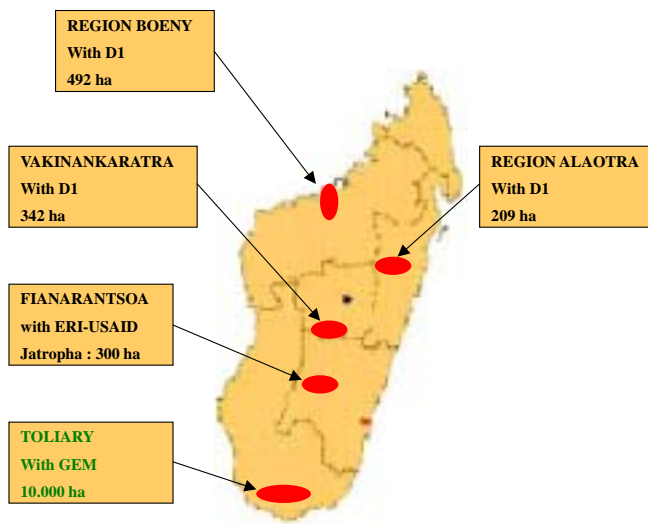 REGION BOENY
With D1
492 ha
VAKINANKARATRA
With D1
342 ha
REGION ALAOTRA
With D1
209 ha
FIANARANTSOA
with ERI-USAID
Jatropha : 300 ha
TOLIARY
With GEM
10.000 ha